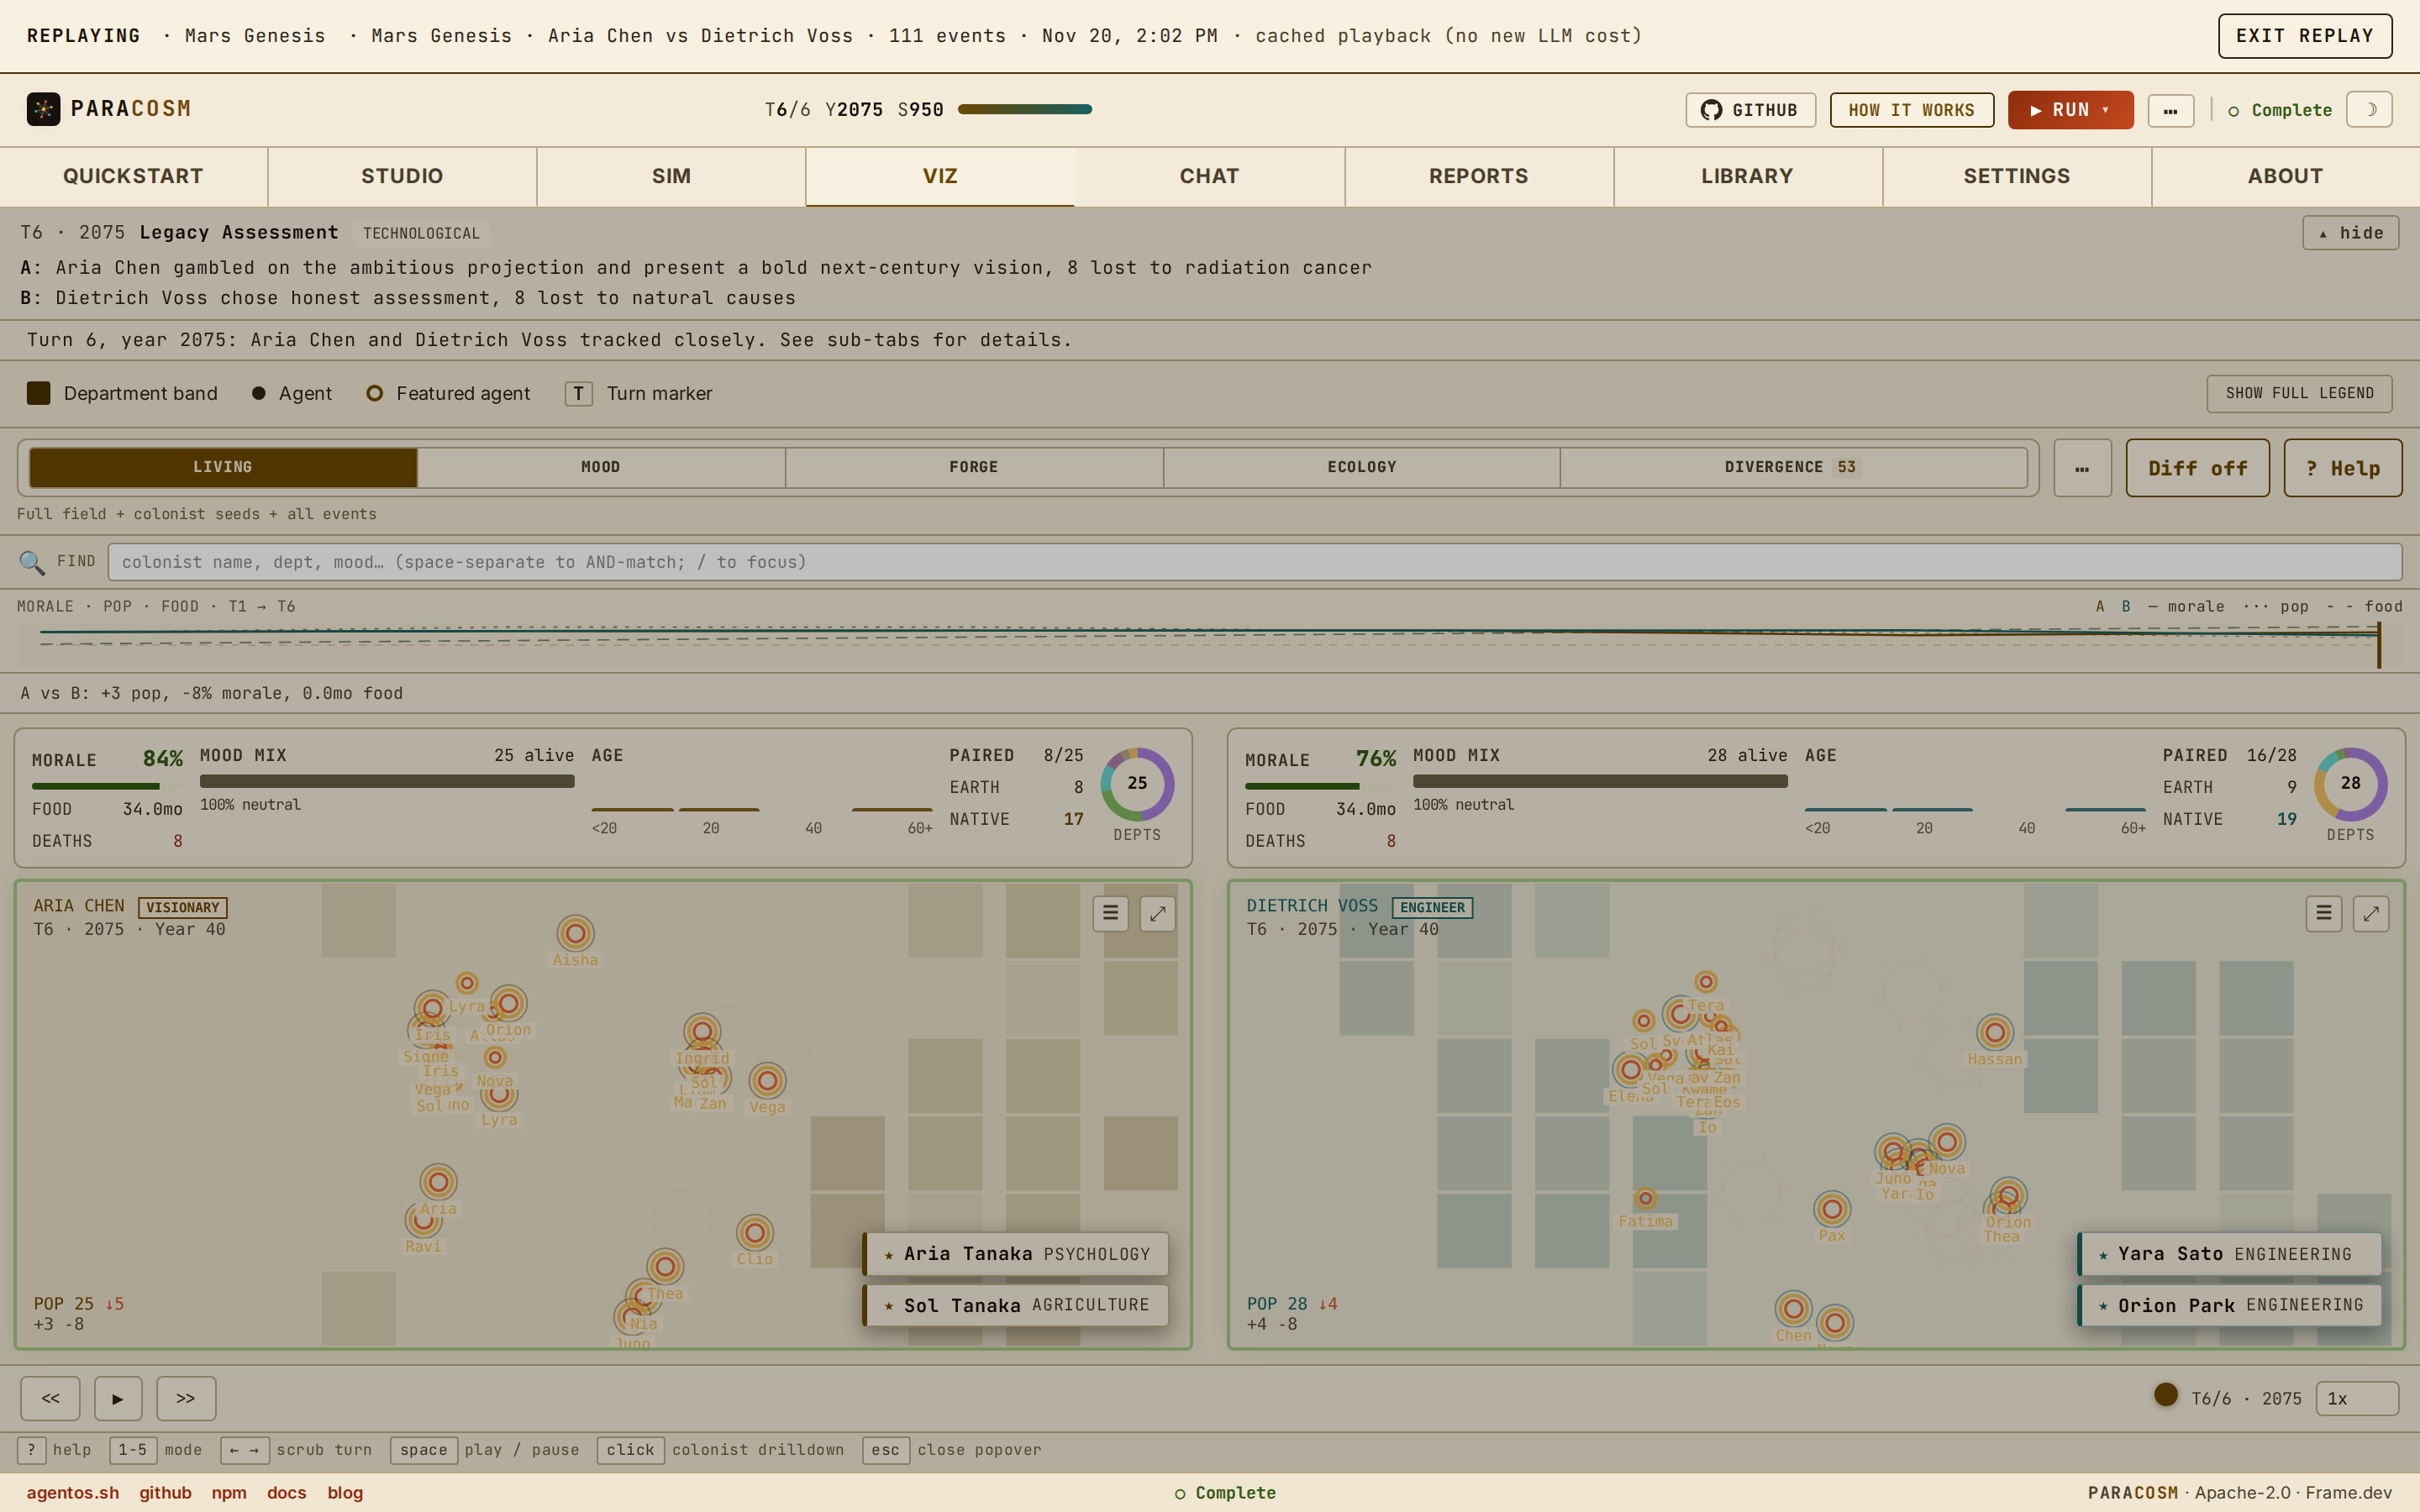 REPLAYING · Mars Genesis · Mars Genesis · Aria Chen vs Dietrich Voss · 111 events · Nov 20, 2:02 PM · cached playback (no new LLM cost) EXIT REPLAY
PARACOSM T6/6 Y2075 S950 GITHUB HOW IT WORKS ▶ RUN ▾ … Complete
QUICKSTART STUDIO SIM VIZ CHAT REPORTS LIBRARY SETTINGS ABOUT
T6 · 2075 Legacy Assessment TECHNOLOGICAL ▴ hide
A: Aria Chen gambled on the ambitious projection and present a bold next-century vision, 8 lost to radiation cancer
B: Dietrich Voss chose honest assessment, 8 lost to natural causes
Turn 6, year 2075: Aria Chen and Dietrich Voss tracked closely. See sub-tabs for details.
Department band Agent Featured agent T Turn marker SHOW FULL LEGEND
LIVING MOOD FORGE ECOLOGY DIVERGENCE 53 … Diff off ? Help
Full field + colonist seeds + all events
FIND colonist name, dept, mood… (space-separate to AND-match; / to focus)
MORALE · POP · FOOD · T1 → T6 A B — morale ··· pop - - food
A vs B: +3 pop, -8% morale, 0.0mo food
MORALE 84% MOOD MIX 25 alive AGE PAIRED 8/25
100% neutral EARTH 8 25
FOOD 34.0mo <20 20 40 60+ NATIVE 17 DEPTS
DEATHS 8
MORALE 76% MOOD MIX 28 alive AGE PAIRED 16/28
100% neutral EARTH 9 28
FOOD 34.0mo <20 20 40 60+ NATIVE 19 DEPTS
DEATHS 8
ARIA CHEN VISIONARY
T6 · 2075 · Year 40
Aisha
Lyra
Iris Orion
Signe Ingrid
Iris
Nova Sol
Vega
Sol Ma Zan Vega
Lyra
Aria
Ravi
Clio
Thea
Nia
Juno
★ Aria Tanaka PSYCHOLOGY
★ Sol Tanaka AGRICULTURE
POP 25 ↓5
+3 -8
DIETRICH VOSS ENGINEER
T6 · 2075 · Year 40
Tera
Sol Kai
Hassan
Vega Zan
Sol
Tera Eos
Io
Nova
Juno
Io
Fatima Pax Orion
Thea
Chen
★ Yara Sato ENGINEERING
★ Orion Park ENGINEERING
POP 28 ↓4
+4 -8
<< ▶ >> T6/6 · 2075 1x
? help 1-5 mode ← → scrub turn space play / pause click colonist drilldown esc close popover
agentos.sh github npm docs blog Complete PARACOSM · Apache-2.0 · Frame.dev